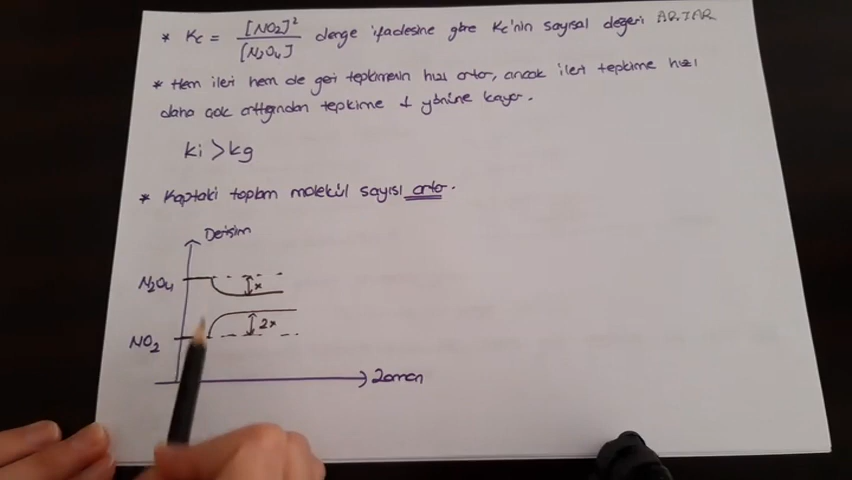 * Kc = [NO2]² / [N2O4] denge ifadesine göre Kc'nin sayısal değeri ARTAR
* Hem ileri hem de geri tepkimenin hızı artar, ancak ileri tepkime hızı
daha çok arttığından tepkime + yönüne kayar.
ki > kg
* Kaptaki toplam molekül sayısı artar.
Derişim
N2O4
x
2x
NO2
Zaman